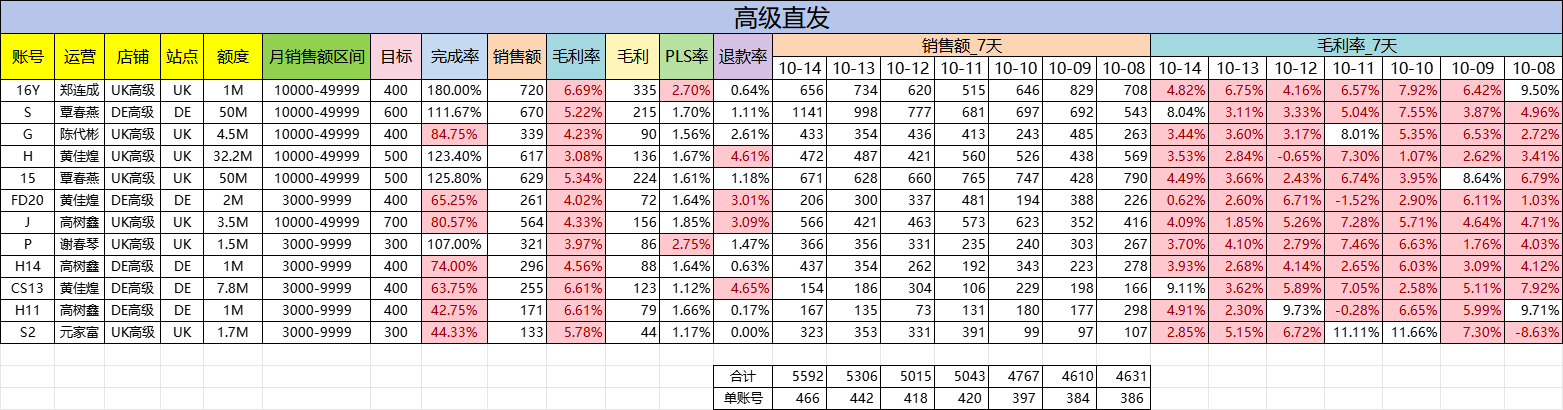 高级直发
账号 运营 店铺 站点 额度 月销售额区间 目标 完成率 销售额 毛利率 毛利 PLS率 退款率 销售额_7天 毛利率_7天
10-14 10-13 10-12 10-11 10-10 10-09 10-08 10-14 10-13 10-12 10-11 10-10 10-09 10-08
16Y 郑连成 UK高级 UK 1M 10000-49999 400 180.00% 720 6.69% 335 2.70% 0.64% 656 734 620 515 646 829 708 4.82% 6.75% 4.16% 6.57% 7.92% 6.42% 9.50%
S 覃春燕 DE高级 DE 50M 10000-49999 600 111.67% 670 5.22% 215 1.70% 1.11% 1141 998 777 681 697 692 543 8.04% 3.11% 3.33% 5.04% 7.55% 3.87% 4.96%
G 陈代彬 UK高级 UK 4.5M 10000-49999 400 84.75% 339 4.23% 90 1.56% 2.61% 433 354 436 413 243 485 263 3.44% 3.60% 3.17% 8.01% 5.35% 6.53% 2.72%
H 黄佳煌 UK高级 UK 32.2M 10000-49999 500 123.40% 617 3.08% 136 1.67% 4.61% 472 487 421 560 526 438 569 3.53% 2.84% -0.65% 7.30% 1.07% 2.62% 3.41%
15 覃春燕 UK高级 UK 50M 10000-49999 500 125.80% 629 5.34% 224 1.61% 1.18% 671 628 660 765 747 428 790 4.49% 3.66% 2.43% 6.74% 3.95% 8.64% 6.79%
FD20 黄佳煌 DE高级 DE 2M 3000-9999 400 65.25% 261 4.02% 72 1.64% 3.01% 206 300 337 481 194 388 226 0.62% 2.60% 6.71% -1.52% 2.90% 6.11% 1.03%
J 高树鑫 UK高级 UK 3.5M 10000-49999 700 80.57% 564 4.33% 156 1.85% 3.09% 566 421 463 573 623 352 416 4.09% 1.85% 5.26% 7.28% 5.71% 4.64% 4.71%
P 谢春琴 UK高级 UK 1.5M 3000-9999 300 107.00% 321 3.97% 86 2.75% 1.47% 366 356 331 235 240 303 267 3.70% 4.10% 2.79% 7.46% 6.63% 1.76% 4.03%
H14 高树鑫 DE高级 DE 1M 3000-9999 400 74.00% 296 4.56% 88 1.64% 0.63% 437 354 262 192 343 223 278 3.93% 2.68% 4.14% 2.65% 6.03% 3.09% 4.12%
CS13 黄佳煌 DE高级 DE 7.8M 3000-9999 400 63.75% 255 6.61% 123 1.12% 4.65% 154 186 304 106 229 198 166 9.11% 3.62% 5.89% 7.05% 2.58% 5.11% 7.92%
H11 高树鑫 DE高级 DE 1M 3000-9999 400 42.75% 171 6.61% 79 1.66% 0.17% 167 135 73 131 180 177 298 4.91% 2.30% 9.73% -0.28% 6.65% 5.99% 9.71%
S2 元家富 UK高级 UK 1.7M 3000-9999 300 44.33% 133 5.78% 44 1.17% 0.00% 323 353 331 391 99 97 107 2.85% 5.15% 6.72% 11.11% 11.66% 7.30% -8.63%
合计 5592 5306 5015 5043 4767 4610 4631
单账号 466 442 418 420 397 384 386